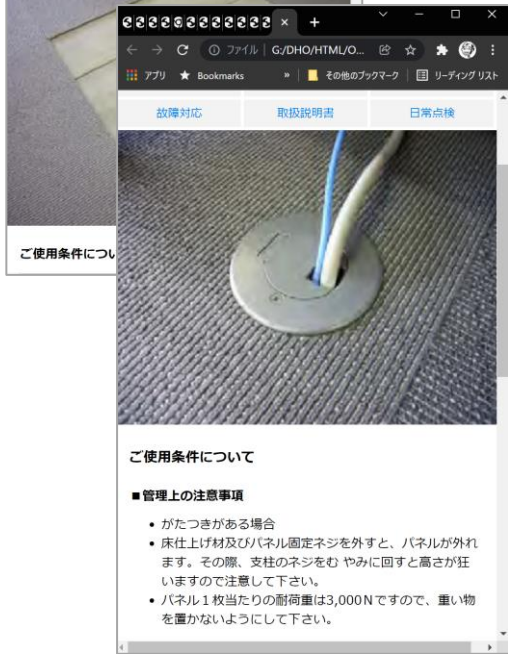 アプリ
Bookmarks
»
その他のブックマーク
リーディング リスト
ファイル
G:/DHO/HTML/O...
故障対応
取扱説明書
日常点検
ご使用条件につい
ご使用条件について
■管理上の注意事項
• がたつきがある場合
• 床仕上げ材及びパネル固定ネジを外すと、パネルが外れ
ます。その際、支柱のネジをむ やみに回すと高さが狂
いますので注意して下さい。
• パネル１枚当たりの耐荷重は3,000Ｎですので、重い物
を置かないようにして下さい。